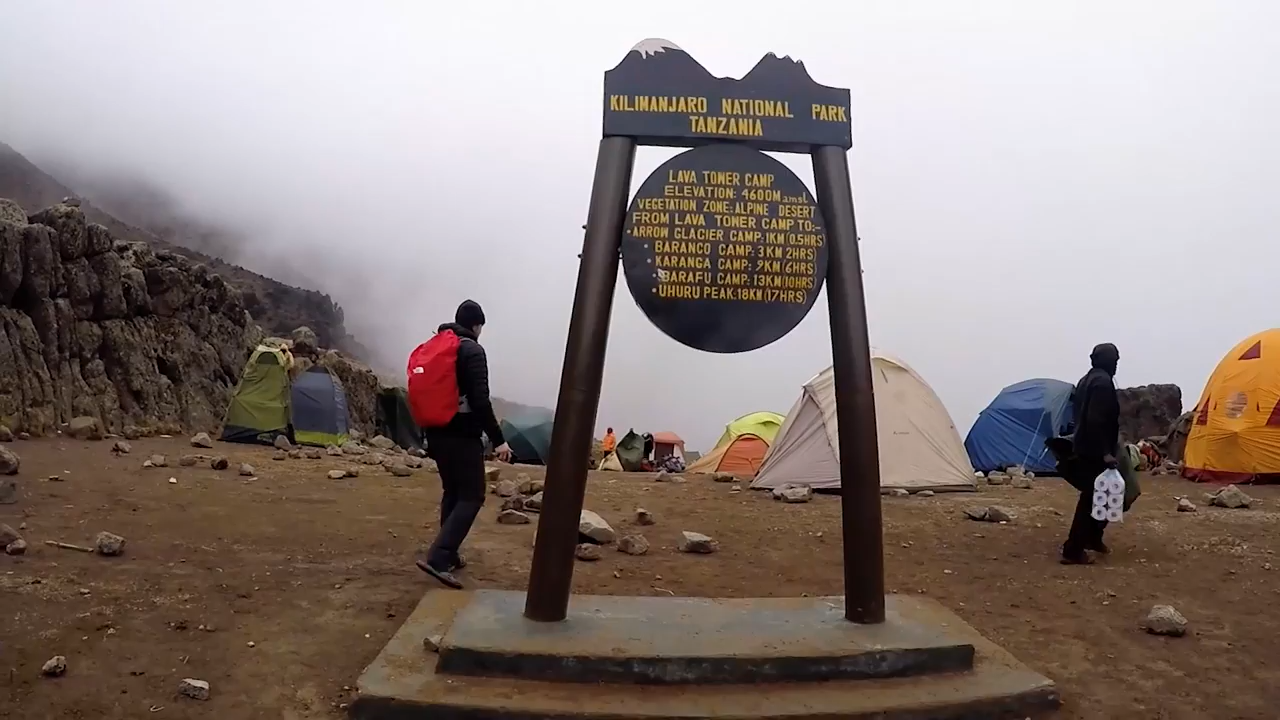 KILIMANJARO NATIONAL PARK
TANZANIA
LAVA TOWER CAMP
ELEVATION: 4600M amsl
VEGETATION ZONE: ALPINE DESERT
FROM LAVA TOWER CAMP TO:-
• ARROW GLACIER CAMP: 1KM (0.5HRS)
• BARANCO CAMP: 3KM 2HRS)
• KARANGA CAMP: 9KM (6HRS)
• BARAFU CAMP: 13KM (10HRS)
• UHURU PEAK: 18KM (17HRS)